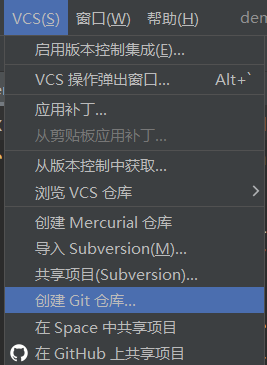 VCS(S) 窗口(W) 帮助(H) dem
启用版本控制集成(E)...
VCS 操作弹出窗口... Alt+`
应用补丁...
从剪贴板应用补丁...
从版本控制中获取...
浏览 VCS 仓库
创建 Mercurial 仓库
导入 Subversion(M)...
共享项目(Subversion)...
创建 Git 仓库...
在 Space 中共享项目
在 GitHub 上共享项目